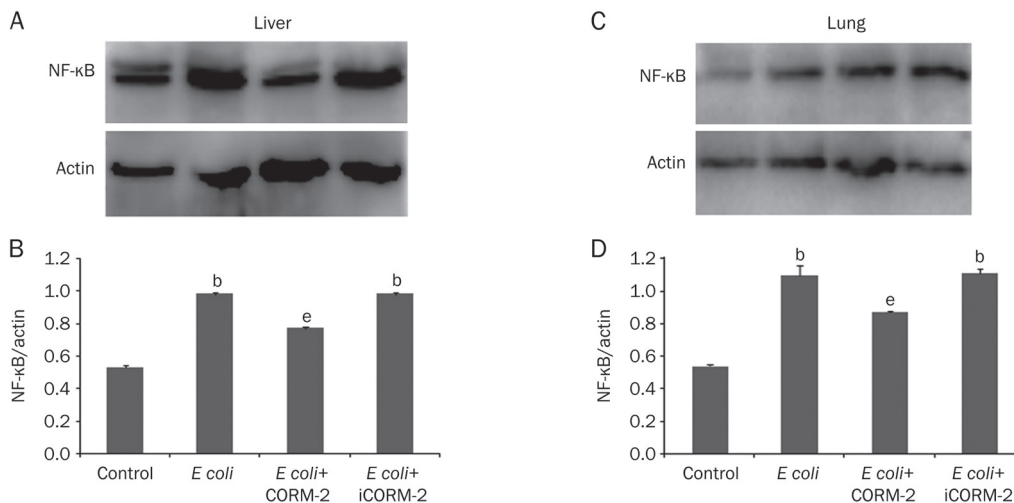 A
Liver
NF-κB
Actin
B
NF-κB/actin
1.2
1.0
0.8
0.6
0.4
0.2
0.0
b
e
b
Control
E coli
E coli+
CORM-2
E coli+
iCORM-2
C
Lung
NF-κB
Actin
D
NF-κB/actin
1.2
1.0
0.8
0.6
0.4
0.2
0.0
b
e
b
Control
E coli
E coli+
CORM-2
E coli+
iCORM-2